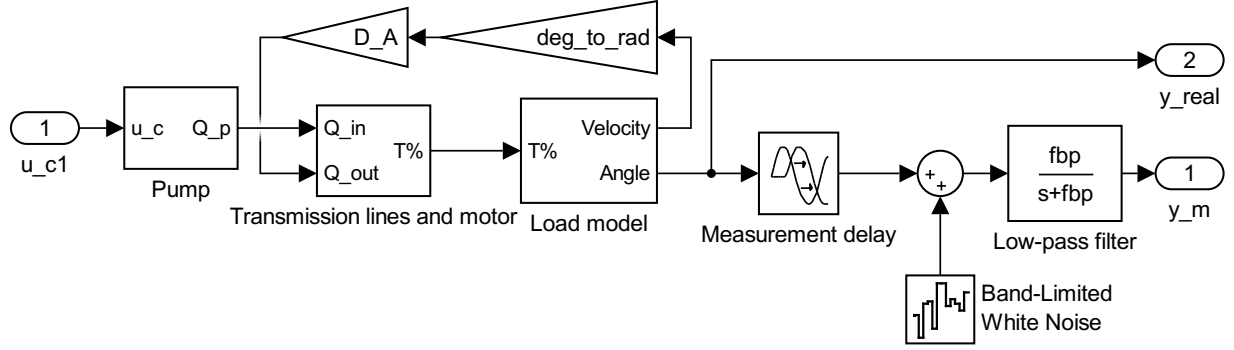 D_A
deg_to_rad
2
y_real
1
u_c1
u_c
Q_p
Pump
Q_in
Q_out
T%
Transmission lines and motor
T%
Velocity
Angle
Load model
Measurement delay
+
+
fbp
s+fbp
Low-pass filter
1
y_m
Band-Limited
White Noise